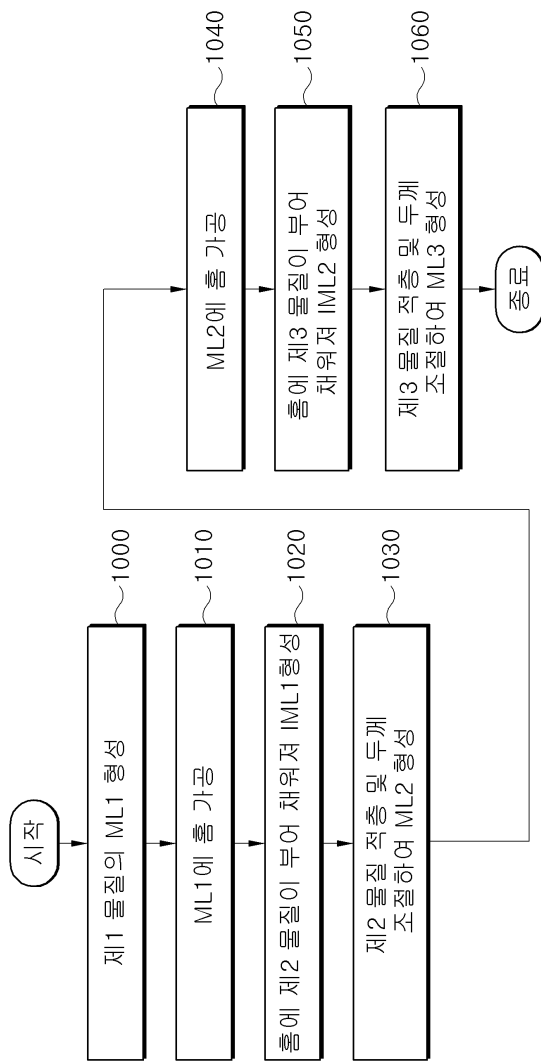 시작
제1 물질의 ML1 형성
1000
ML1에 홈 가공
1010
홈에 제2 물질이 부어 채워져 IML1형성
1020
제2 물질 적층 및 두께
조절하여 ML2 형성
1030
ML2에 홈 가공
1040
홈에 제3 물질이 부어
채워져 IML2 형성
1050
제3 물질 적층 및 두께
조절하여 ML3 형성
1060
종료